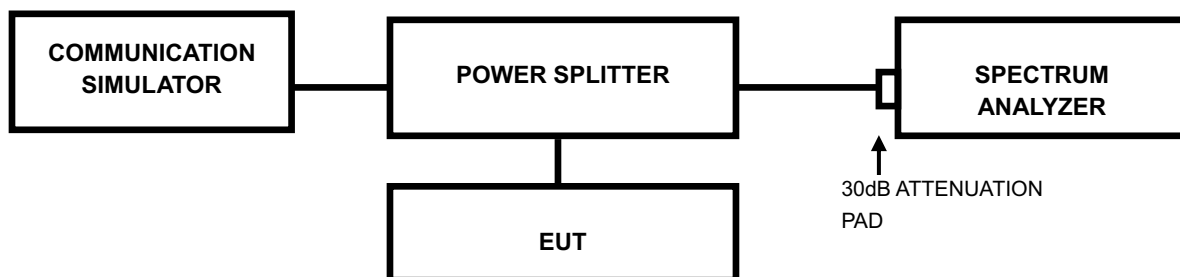 COMMUNICATION
SIMULATOR
POWER SPLITTER
SPECTRUM
ANALYZER
30dB ATTENUATION
PAD
EUT